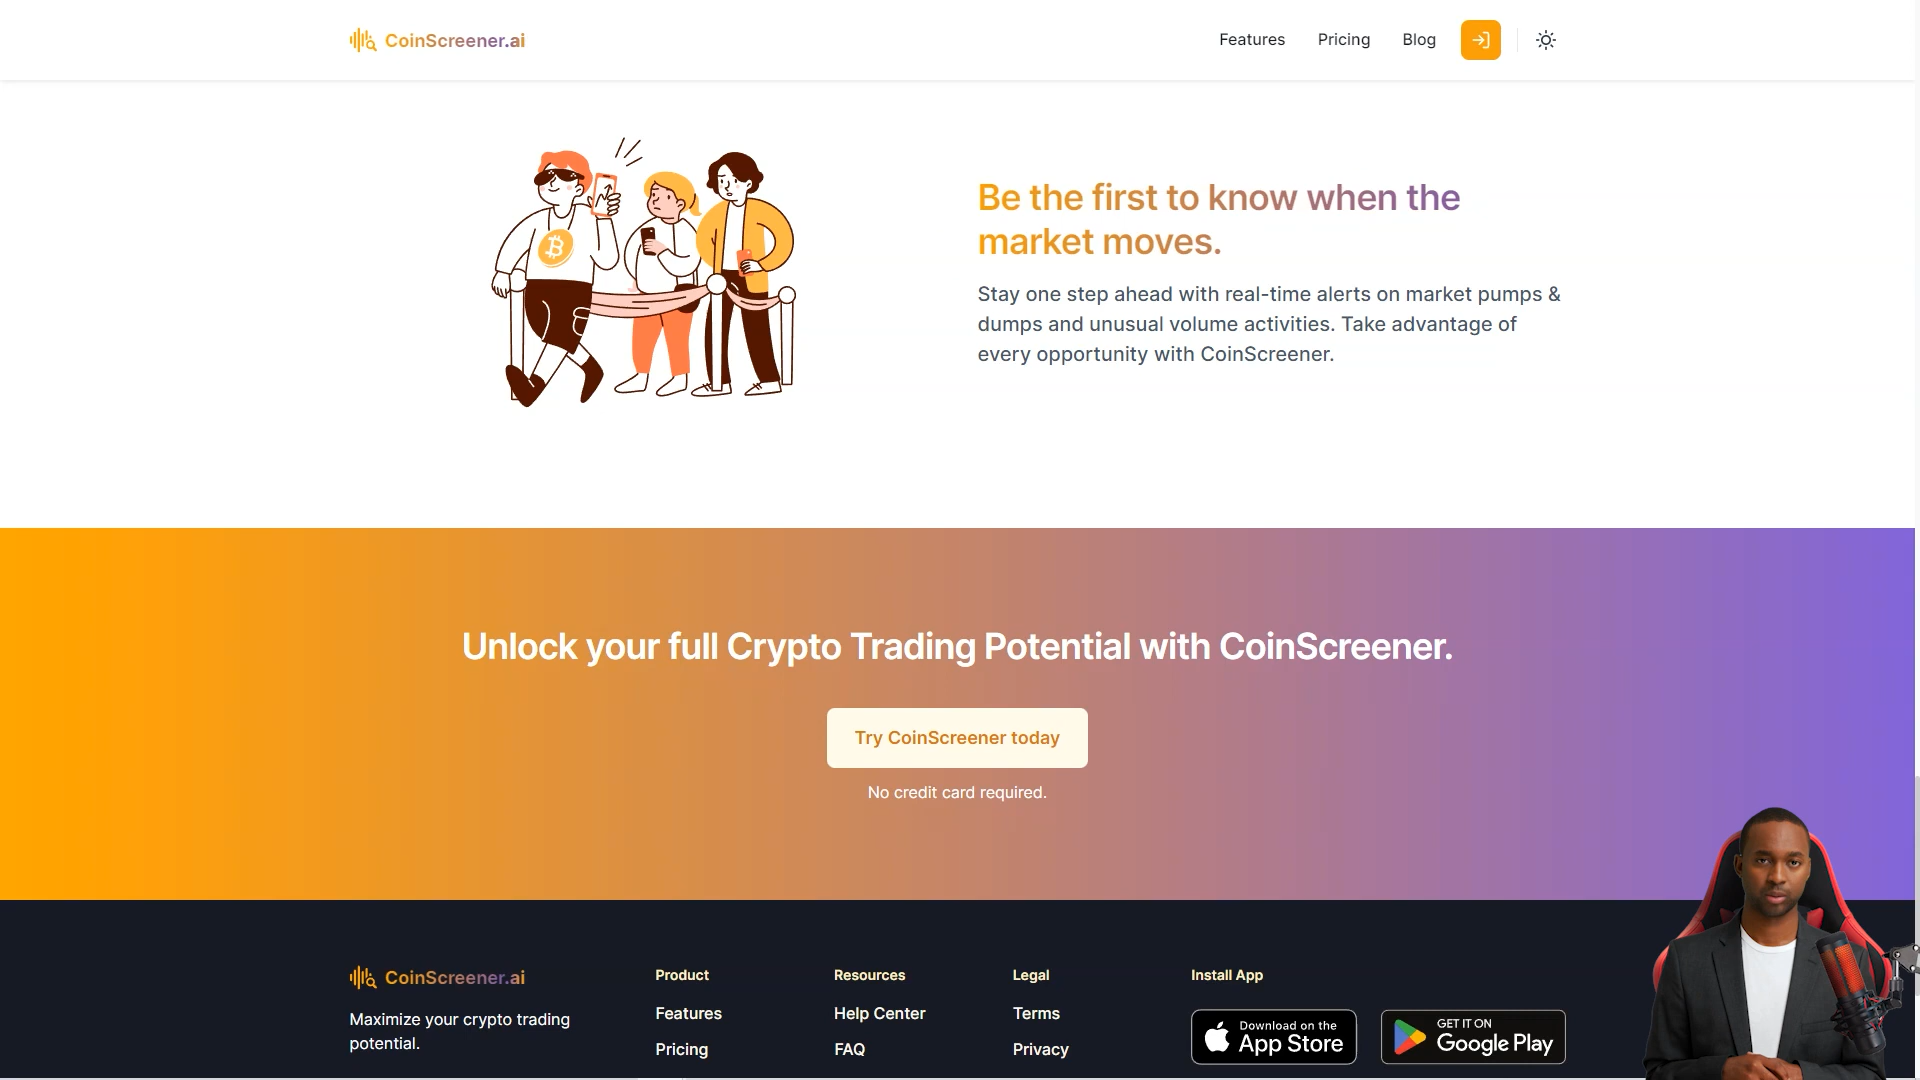 CoinScreener.ai
Features
Pricing
Blog
Be the first to know when the
market moves.
Stay one step ahead with real-time alerts on market pumps &
dumps and unusual volume activities. Take advantage of
every opportunity with CoinScreener.
Unlock your full Crypto Trading Potential with CoinScreener.
Try CoinScreener today
No credit card required.
CoinScreener.ai
Maximize your crypto trading
potential.
Product
Features
Pricing
Resources
Help Center
FAQ
Legal
Terms
Privacy
Install App
Download on the
App Store
GET IT ON
Google Play